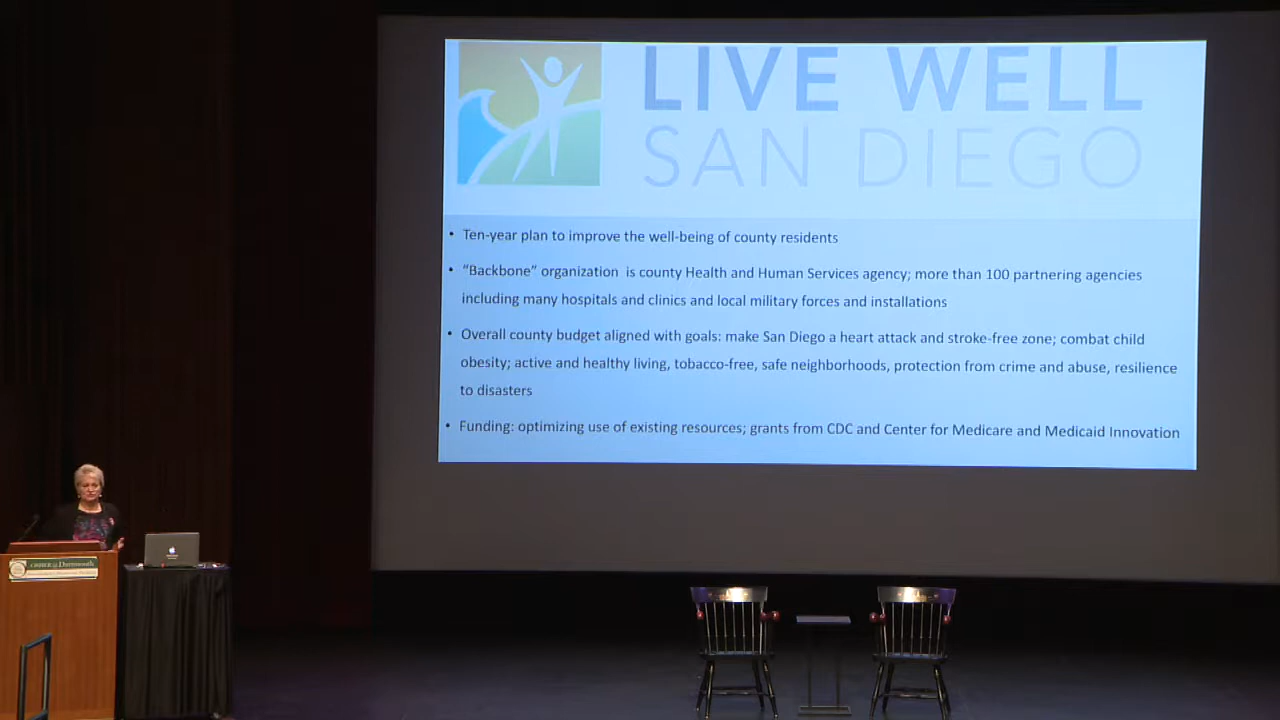 LIVE WELL
SAN DIEGO
• Ten-year plan to improve the well-being of county residents
• “Backbone” organization is county Health and Human Services agency; more than 100 partnering agencies
including many hospitals and clinics and local military forces and installations
• Overall county budget aligned with goals: make San Diego a heart attack and stroke-free zone; combat child
obesity; active and healthy living, tobacco-free, safe neighborhoods, protection from crime and abuse, resilience
to disasters
• Funding: optimizing use of existing resources; grants from CDC and Center for Medicare and Medicaid Innovation
Dartmouth